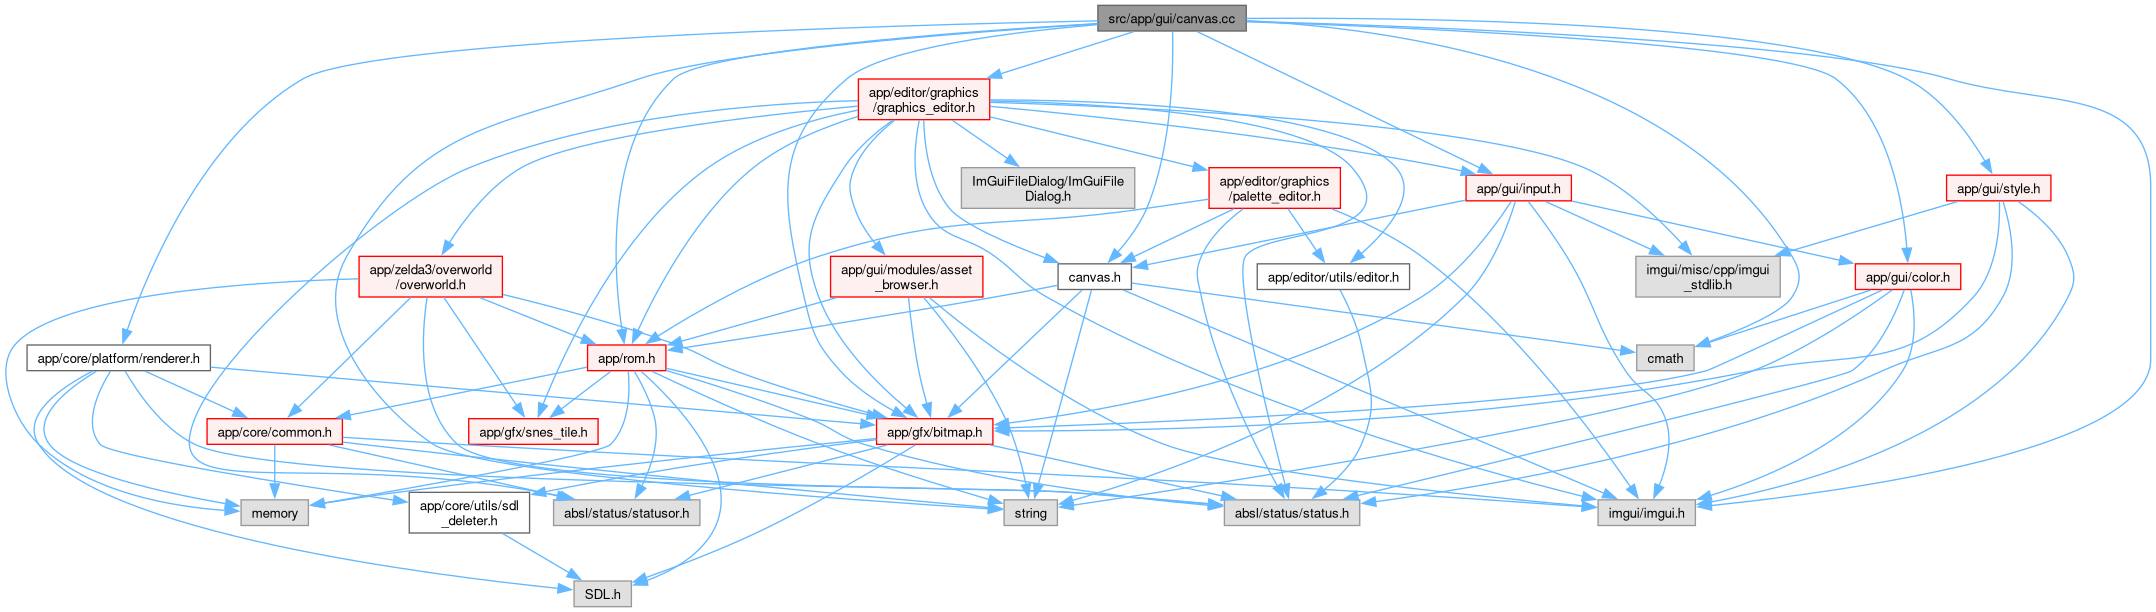 src/app/gui/canvas.cc
app/editor/graphics
/graphics_editor.h
ImGuiFileDialog/ImGuiFile
Dialog.h
app/editor/graphics
/palette_editor.h
app/gui/input.h
app/gui/style.h
app/zelda3/overworld
/overworld.h
app/gui/modules/asset
_browser.h
canvas.h
app/editor/utils/editor.h
imgui/misc/cpp/imgui
_stdlib.h
app/gui/color.h
app/core/platform/renderer.h
app/rom.h
cmath
app/core/common.h
app/gfx/snes_tile.h
app/gfx/bitmap.h
memory
app/core/utils/sdl
_deleter.h
absl/status/statusor.h
string
absl/status/status.h
imgui/imgui.h
SDL.h